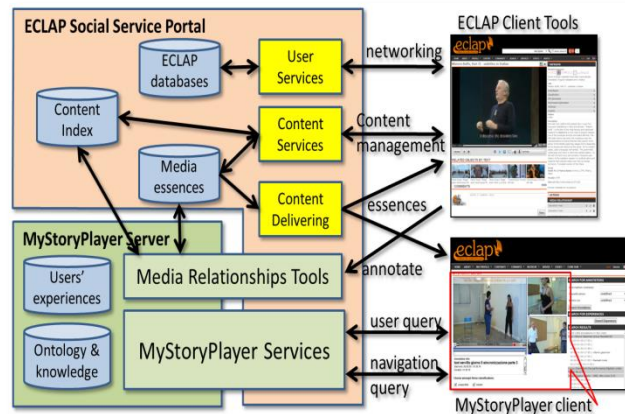 ECLAP Social Service Portal
ECLAP Client Tools
ECLAP
databases
User
Services
networking
Content
Index
Content
Services
Content
management
Media
essences
Content
Delivering
essences
MyStoryPlayer Server
Media Relationships Tools
annotate
Users'
experiences
MyStoryPlayer Services
user query
Ontology &
knowledge
navigation
query
MyStoryPlayer client
eclap
eclap